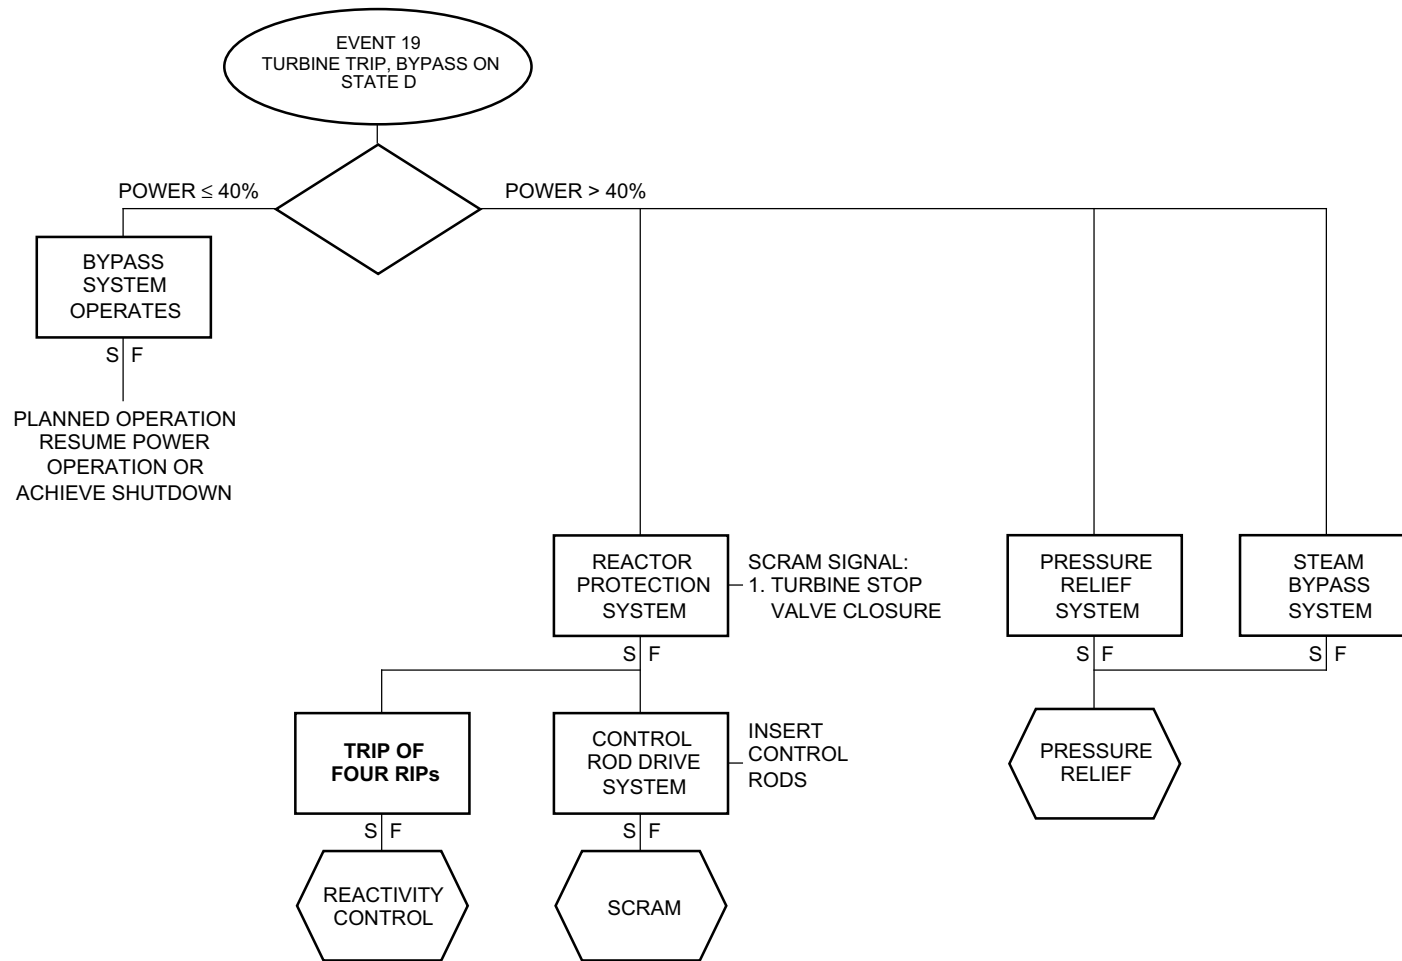 EVENT 19
TURBINE TRIP, BYPASS ON
STATE D
POWER ≤ 40%
POWER > 40%
BYPASS
SYSTEM
OPERATES
S F
PLANNED OPERATION
RESUME POWER
OPERATION OR
ACHIEVE SHUTDOWN
REACTOR
PROTECTION
SYSTEM
SCRAM SIGNAL:
1. TURBINE STOP
VALVE CLOSURE
PRESSURE
RELIEF
SYSTEM
STEAM
BYPASS
SYSTEM
S F
S F
S F
TRIP OF
FOUR RIPs
CONTROL
ROD DRIVE
SYSTEM
INSERT
CONTROL
RODS
PRESSURE
RELIEF
S F
S F
REACTIVITY
CONTROL
SCRAM